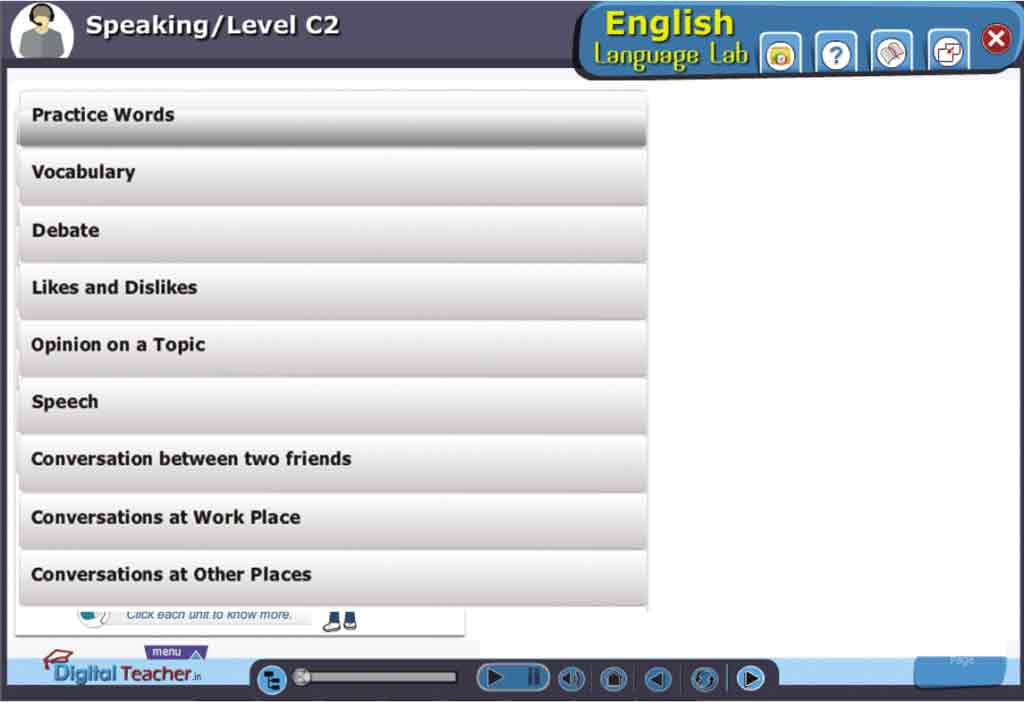 Speaking/Level C2
English
Language Lab
?
Practice Words
Vocabulary
Debate
Likes and Dislikes
Opinion on a Topic
Speech
Conversation between two friends
Conversations at Work Place
Conversations at Other Places
Click each unit to know more.
menu
Digital Teacher.in
Page